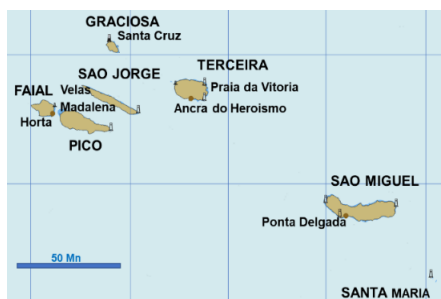 GRACIOSA
Santa Cruz
TERCEIRA
SAO JORGE
FAIAL
Velas
Praia da Vitoria
Madalena
Ancra do Heroismo
Horta
PICO
SAO MIGUEL
Ponta Delgada
50 Mn
SANTA MARIA